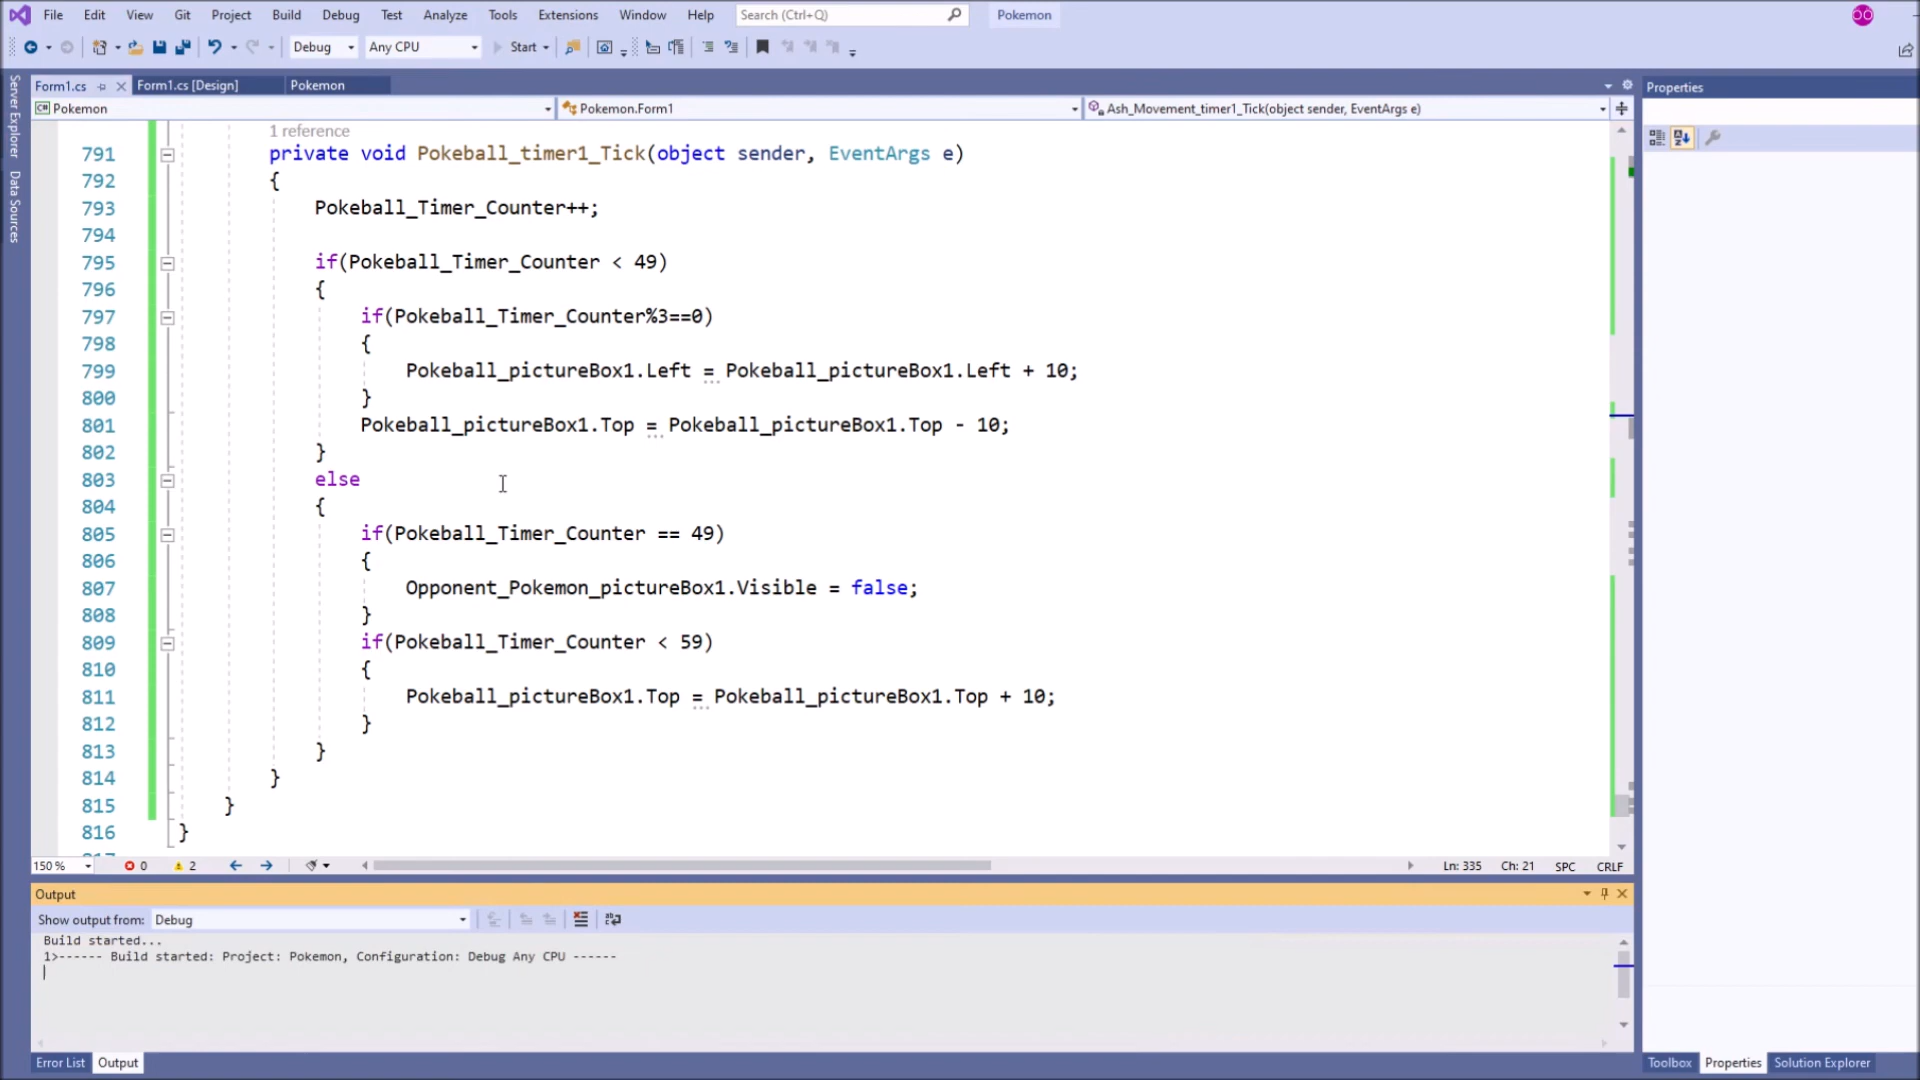 File Edit View Git Project Build Debug Test Analyze Tools Extensions Window Help Search (Ctrl+Q) Pokemon
Debug Any CPU Start
Form1.cs Form1.cs [Design] Pokemon Properties
Pokemon Pokemon.Form1 Ash_Movement_timer1_Tick(object sender, EventArgs e)
Server Explorer
Data Sources
1 reference
791 private void Pokeball_timer1_Tick(object sender, EventArgs e)
792 {
793 Pokeball_Timer_Counter++;
794
795 if(Pokeball_Timer_Counter < 49)
796 {
797 if(Pokeball_Timer_Counter%3==0)
798 {
799 Pokeball_pictureBox1.Left = Pokeball_pictureBox1.Left + 10;
800 }
801 Pokeball_pictureBox1.Top = Pokeball_pictureBox1.Top - 10;
802 }
803 else
804 {
805 if(Pokeball_Timer_Counter == 49)
806 {
807 Opponent_Pokemon_pictureBox1.Visible = false;
808 }
809 if(Pokeball_Timer_Counter < 59)
810 {
811 Pokeball_pictureBox1.Top = Pokeball_pictureBox1.Top + 10;
812 }
813 }
814 }
815 }
816 }
150 % 0 2 Ln: 335 Ch: 21 SPC CRLF
Output
Show output from: Debug
Build started...
1>------ Build started: Project: Pokemon, Configuration: Debug Any CPU ------
Error List Output Toolbox Properties Solution Explorer